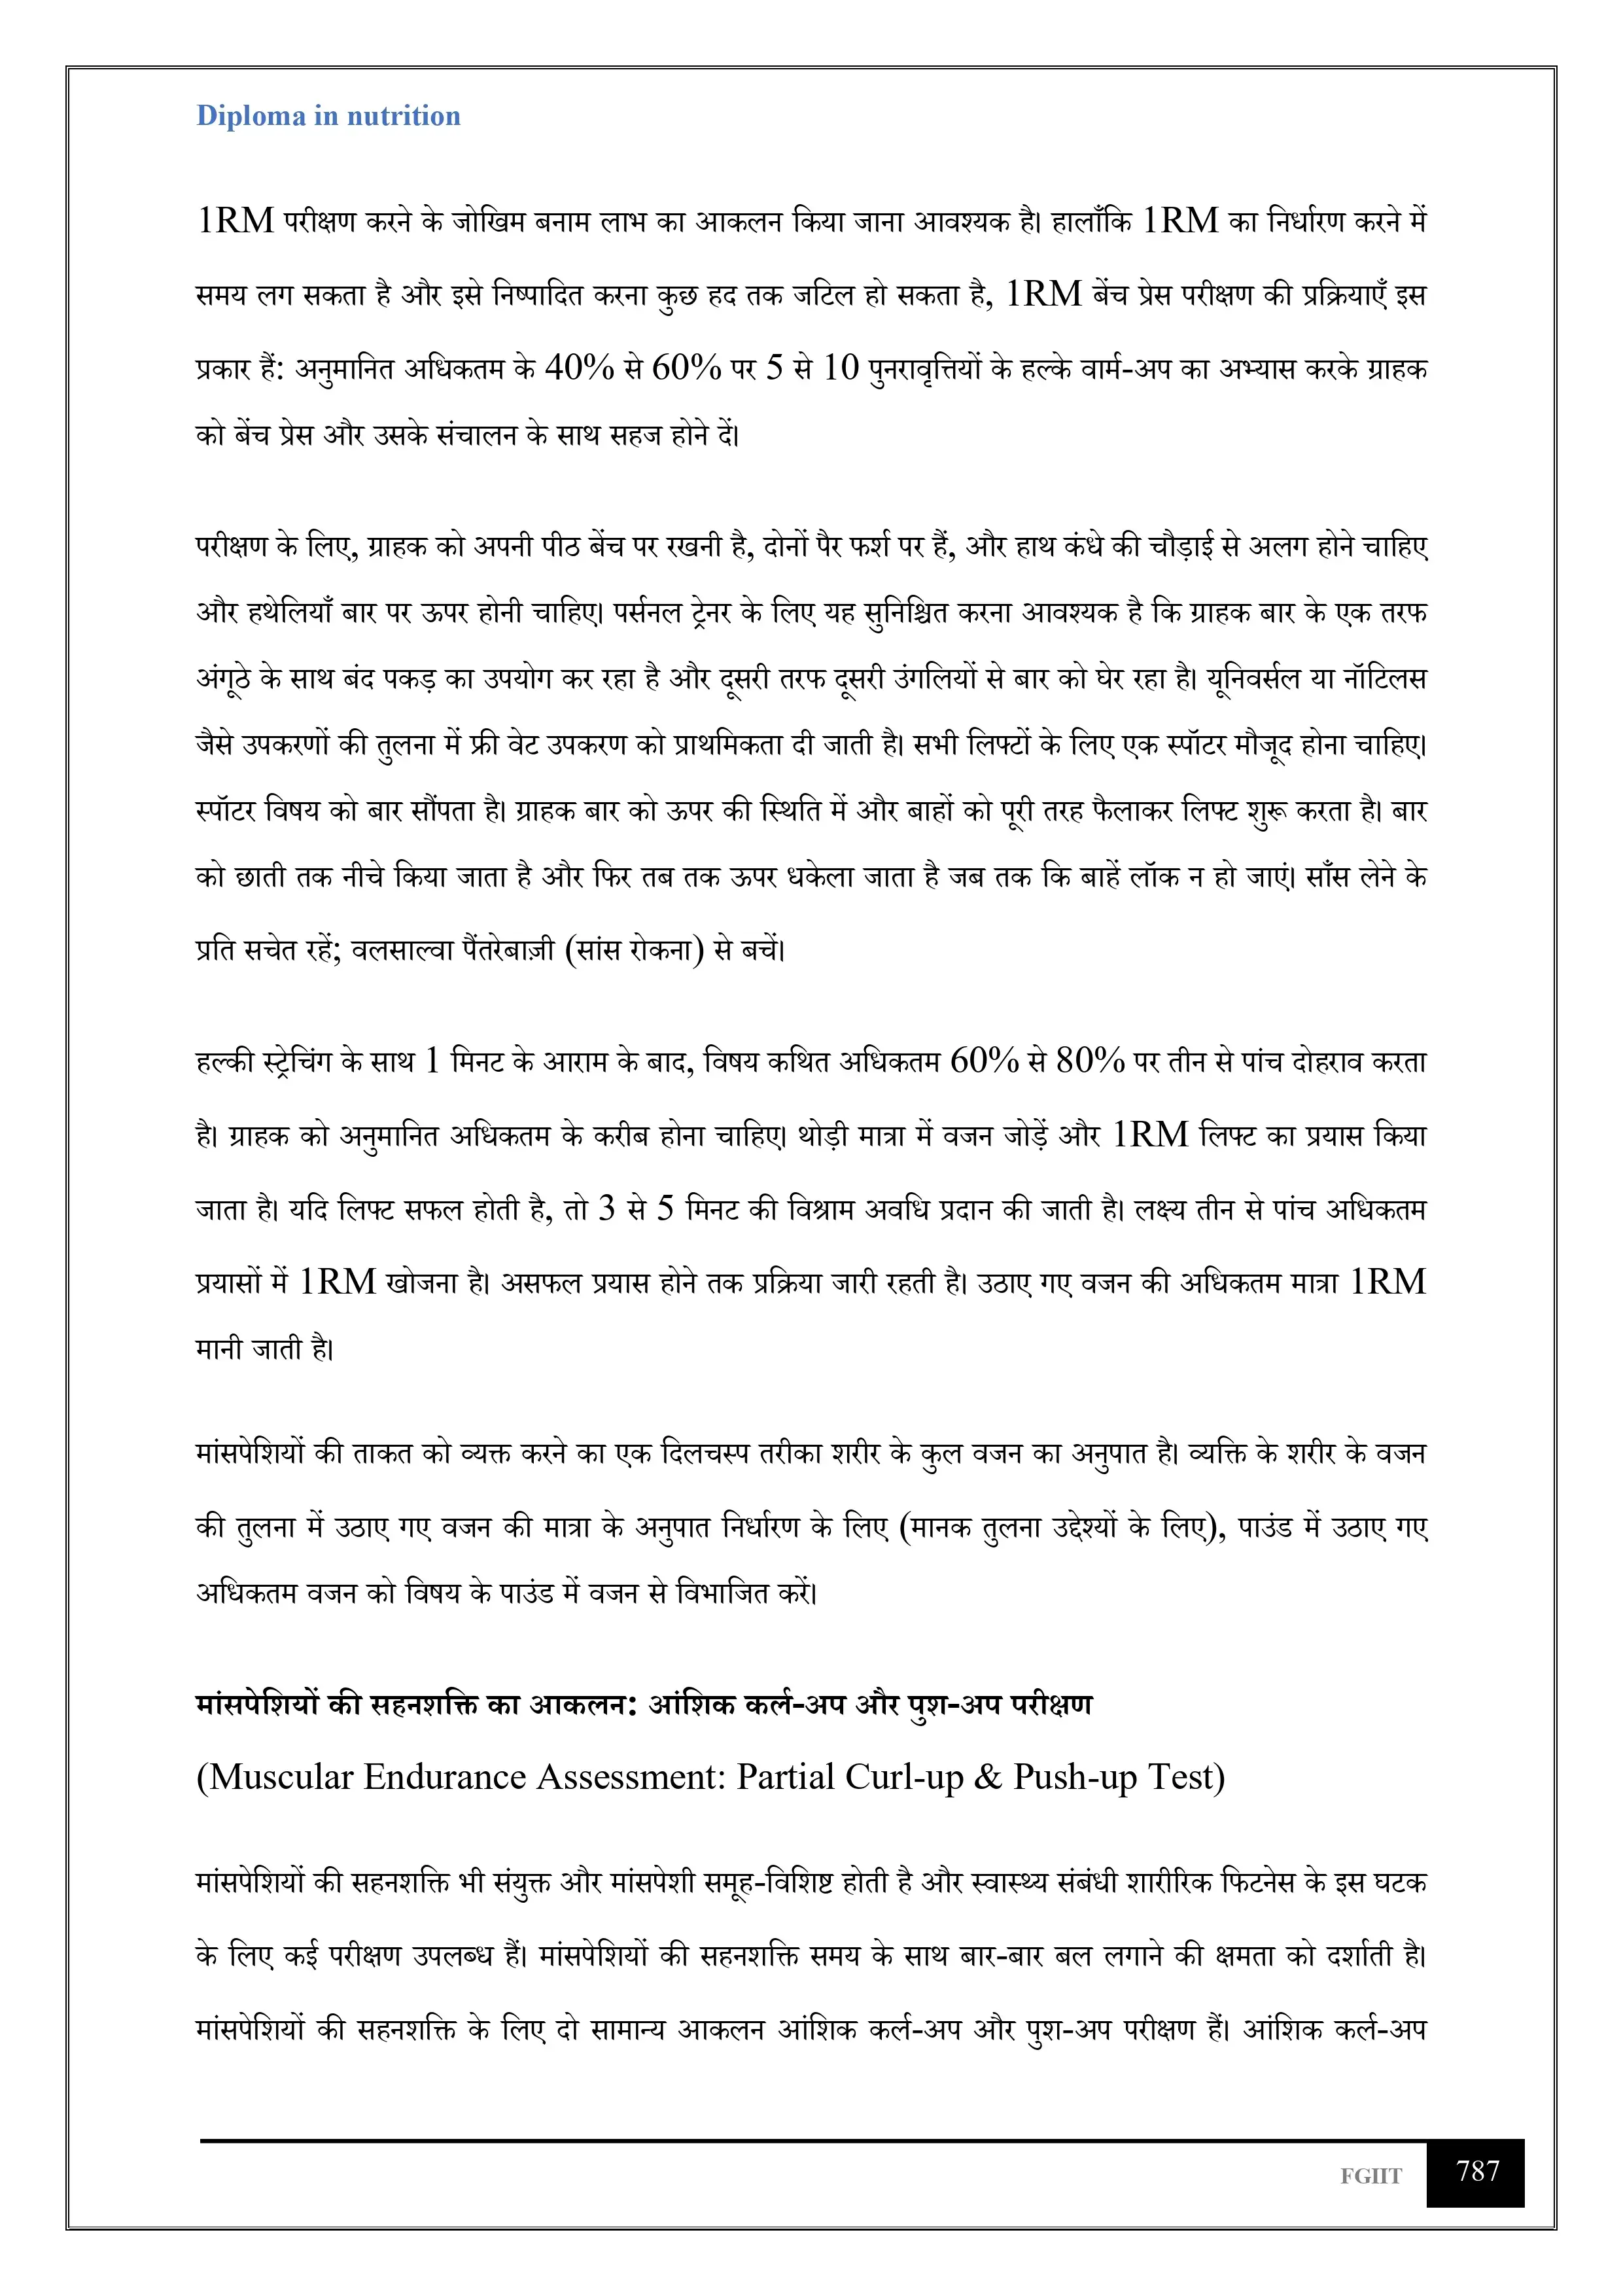 Diploma in nutrition
1RM परीक्षण करने के जोखिम बनाम लाभ का आकलन किया जाना आवश्यक है। हालाँकि 1RM का निर्धारण करने में
समय लग सकता है और इसे निष्पादित करना कुछ हद तक जटिल हो सकता है, 1RM बेंच प्रेस परीक्षण की प्रक्रियाएँ इस
प्रकार हैं: अनुमानित अधिकतम के 40% से 60% पर 5 से 10 पुनरावृत्तियों के हल्के वार्म-अप का अभ्यास करके ग्राहक
को बेंच प्रेस और उसके संचालन के साथ सहज होने दें।
परीक्षण के लिए, ग्राहक को अपनी पीठ बेंच पर रखनी है, दोनों पैर फर्श पर हैं, और हाथ कंधे की चौड़ाई से अलग होने चाहिए
और हथेलियाँ बार पर ऊपर होनी चाहिए। पर्सनल ट्रेनर के लिए यह सुनिश्चित करना आवश्यक है कि ग्राहक बार के एक तरफ
अंगूठे के साथ बंद पकड़ का उपयोग कर रहा है और दूसरी तरफ दूसरी उंगलियों से बार को घेर रहा है। यूनिवर्सल या नॉटिलस
जैसे उपकरणों की तुलना में फ्री वेट उपकरण को प्राथमिकता दी जाती है। सभी लिफ्टों के लिए एक स्पॉटर मौजूद होना चाहिए।
स्पॉटर विषय को बार सौंपता है। ग्राहक बार को ऊपर की स्थिति में और बाहों को पूरी तरह फैलाकर लिफ्ट शुरू करता है। बार
को छाती तक नीचे किया जाता है और फिर तब तक ऊपर धकेला जाता है जब तक कि बाहें लॉक न हो जाएं। साँस लेने के
प्रति सचेत रहें; वलसाल्वा पैंतरेबाज़ी (सांस रोकना) से बचें।
हल्की स्ट्रेचिंग के साथ 1 मिनट के आराम के बाद, विषय कथित अधिकतम 60% से 80% पर तीन से पांच दोहराव करता
है। ग्राहक को अनुमानित अधिकतम के करीब होना चाहिए। थोड़ी मात्रा में वजन जोड़ें और 1RM लिफ्ट का प्रयास किया
जाता है। यदि लिफ्ट सफल होती है, तो 3 से 5 मिनट की विश्राम अवधि प्रदान की जाती है। लक्ष्य तीन से पांच अधिकतम
प्रयासों में 1RM खोजना है। असफल प्रयास होने तक प्रक्रिया जारी रहती है। उठाए गए वजन की अधिकतम मात्रा 1RM
मानी जाती है।
मांसपेशियों की ताकत को व्यक्त करने का एक दिलचस्प तरीका शरीर के कुल वजन का अनुपात है। व्यक्ति के शरीर के वजन
की तुलना में उठाए गए वजन की मात्रा के अनुपात निर्धारण के लिए (मानक तुलना उद्देश्यों के लिए), पाउंड में उठाए गए
अधिकतम वजन को विषय के पाउंड में वजन से विभाजित करें।
मांसपेशियों की सहनशक्ति का आकलन: आंशिक कर्ल-अप और पुश-अप परीक्षण
(Muscular Endurance Assessment: Partial Curl-up & Push-up Test)
मांसपेशियों की सहनशक्ति भी संयुक्त और मांसपेशी समूह-विशिष्ट होती है और स्वास्थ्य संबंधी शारीरिक फिटनेस के इस घटक
के लिए कई परीक्षण उपलब्ध हैं। मांसपेशियों की सहनशक्ति समय के साथ बार-बार बल लगाने की क्षमता को दर्शाती है।
मांसपेशियों की सहनशक्ति के लिए दो सामान्य आकलन आंशिक कर्ल-अप और पुश-अप परीक्षण हैं। आंशिक कर्ल-अप
FGIIT 787